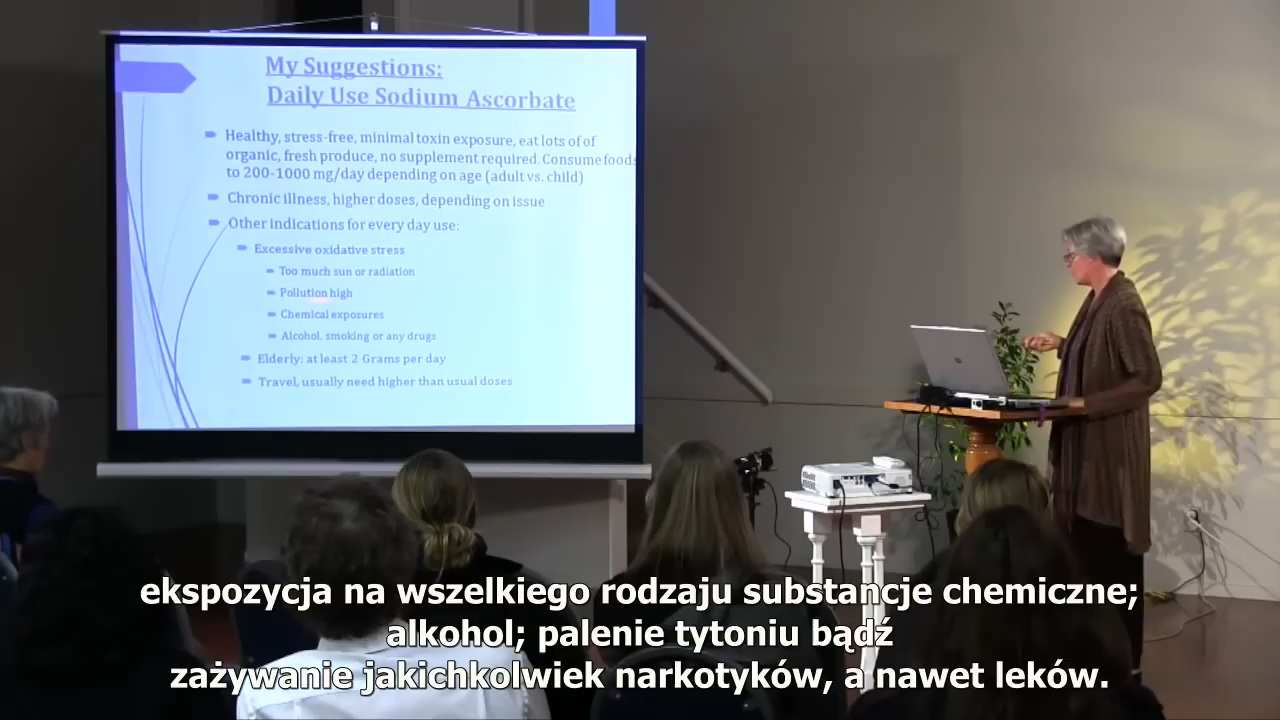 My Suggestions:
Daily Use Sodium Ascorbate
Healthy, stress-free, minimal toxin exposure, eat lots of of
organic, fresh produce, no supplement required. Consume foods
to 200-1000 mg/day depending on age (adult vs. child)
Chronic illness, higher doses, depending on issue
Other indications for every day use:
Excessive oxidative stress
Too much sun or radiation
Pollution high
Chemical exposures
Alcohol, smoking or any drugs
Elderly: at least 2 Grams per day
Travel, usually need higher than usual doses
ekspozycja na wszelkiego rodzaju substancje chemiczne;
alkohol; palenie tytoniu bądź
zażywanie jakichkolwiek narkotyków, a nawet leków.